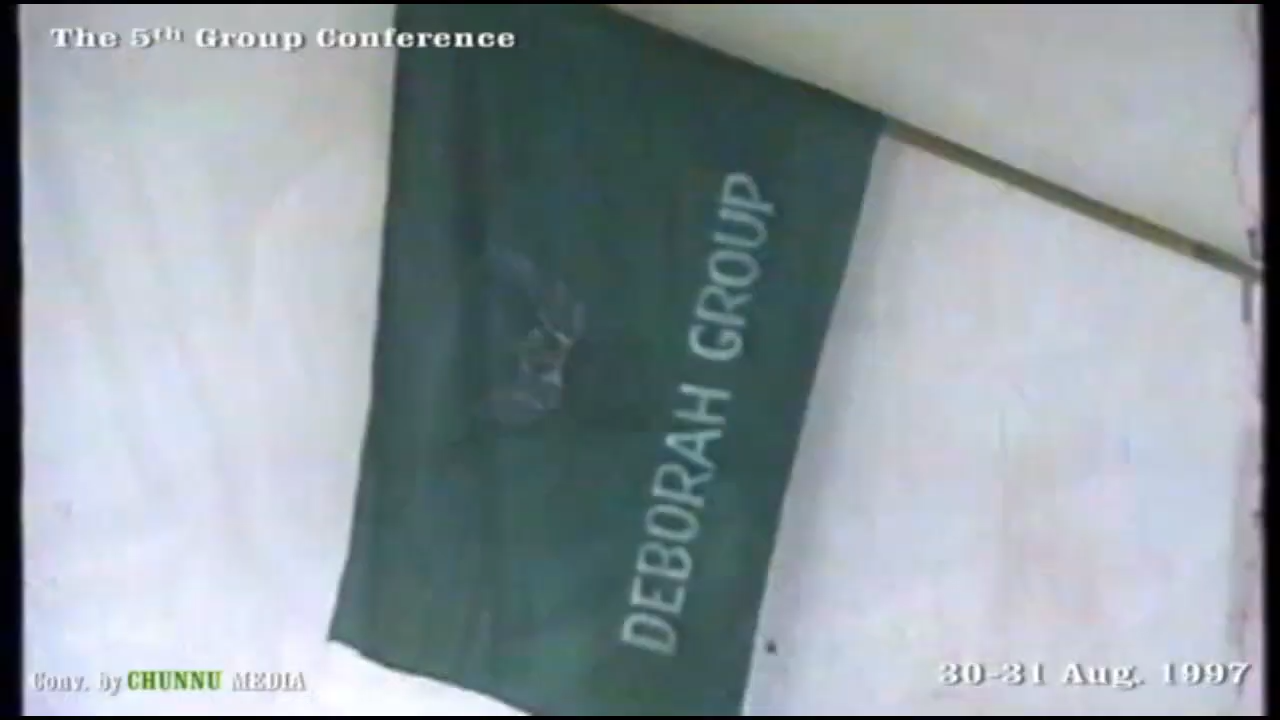 The 5th Group Conference
DEBORAH GROUP
Conv. by CHUNNU MEDIA
30-31 Aug. 1997